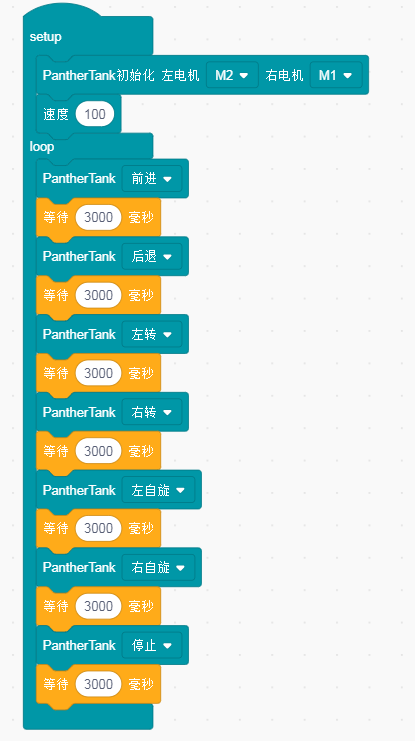 setup
PantherTank初始化 左电机 M2 右电机 M1
速度 100
loop
PantherTank 前进
等待 3000 毫秒
PantherTank 后退
等待 3000 毫秒
PantherTank 左转
等待 3000 毫秒
PantherTank 右转
等待 3000 毫秒
PantherTank 左自旋
等待 3000 毫秒
PantherTank 右自旋
等待 3000 毫秒
PantherTank 停止
等待 3000 毫秒